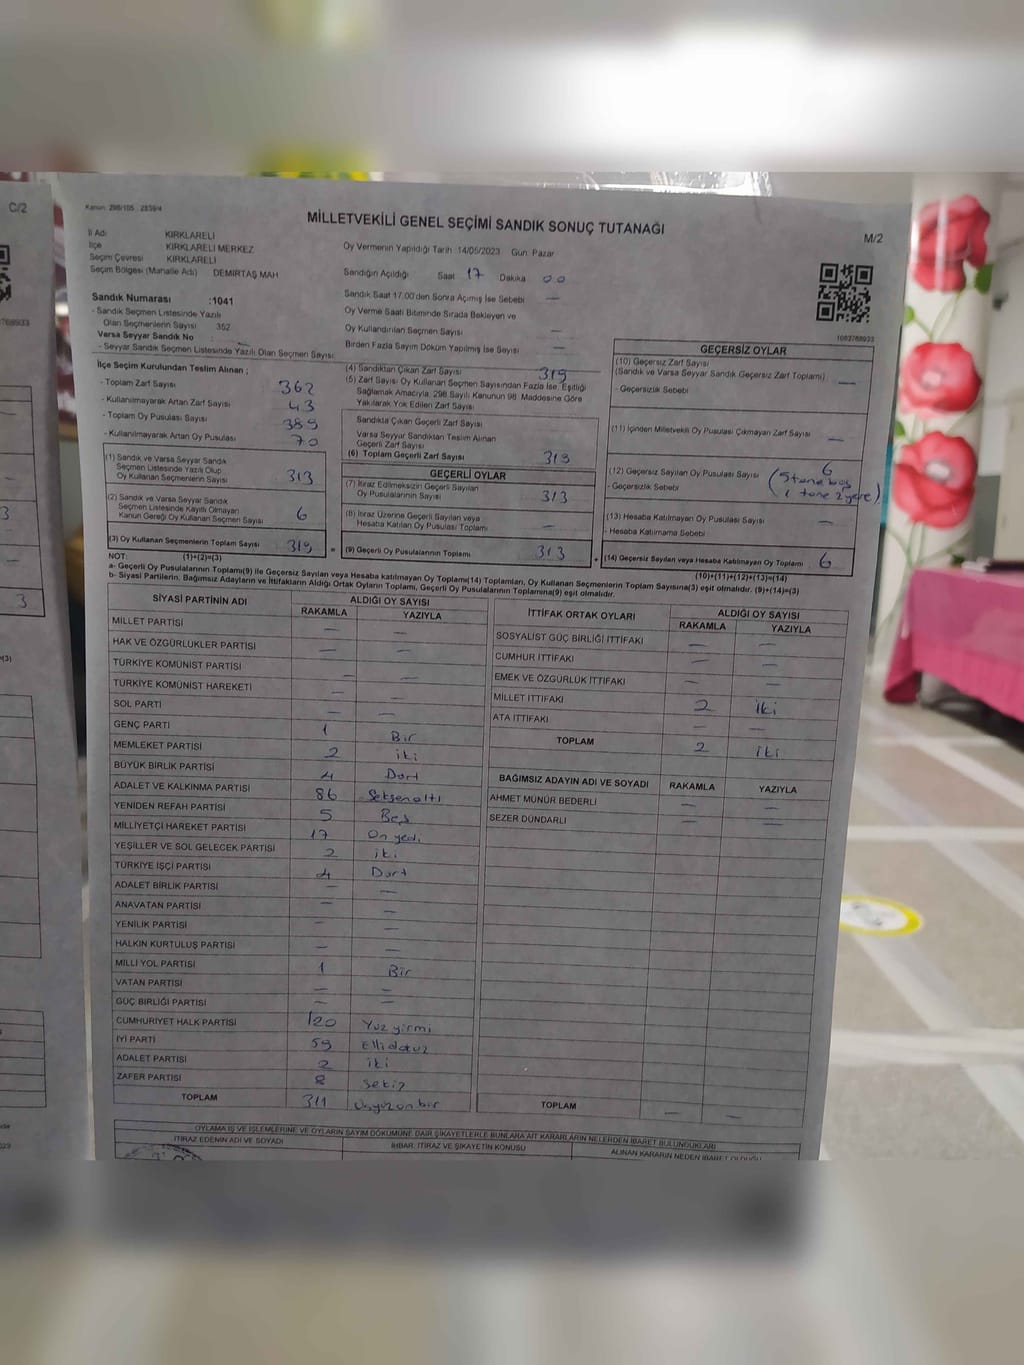 C/2
Kanun: 298/105 2839/4
MİLLETVEKİLİ GENEL SEÇİMİ SANDIK SONUÇ TUTANAĞI
M/2
İl Adı KIRKLARELİ
İlçe KIRKLARELİ MERKEZ
Seçim Çevresi KIRKLARELİ
Seçim Bölgesi (Mahalle Adı) DEMİRTAŞ MAH
Oy Vermenin Yapıldığı Tarih 14/05/2023 Gün: Pazar
Sandığın Açıldığı Saat 17 Dakika 00
Sandık Saat 17.00'den Sonra Açılmış İse Sebebi —
Oy Verme Saati Bitiminde Sırada Bekleyen ve
Oy Kullandırılan Seçmen Sayısı —
Birden Fazla Sayım Döküm Yapılmış İse Sayısı —
Sandık Numarası :1041
- Sandık Seçmen Listesinde Yazılı
Olan Seçmenlerin Sayısı 352
Varsa Seyyar Sandık No :
- Seyyar Sandık Seçmen Listesinde Yazılı Olan Seçmen Sayısı:
1063768933
İlçe Seçim Kurulundan Teslim Alınan ;
- Toplam Zarf Sayısı 362
- Kullanılmayarak Artan Zarf Sayısı 43
- Toplam Oy Pusulası Sayısı 389
- Kullanılmayarak Artan Oy Pusulası 70
(1) Sandık ve Varsa Seyyar Sandık
Seçmen Listesinde Yazılı Olup
Oy Kullanan Seçmenlerin Sayısı 313
(2) Sandık ve Varsa Seyyar Sandık
Seçmen Listesinde Kayıtlı Olmayan
Kanun Gereği Oy Kullanan Seçmen Sayısı 6
(3) Oy Kullanan Seçmenlerin Toplam Sayısı 319
(1)+(2)=(3)
(4) Sandıktan Çıkan Zarf Sayısı 319
(5) Zarf Sayısı Oy Kullanan Seçmen Sayısından Fazla İse, Eşitliği
Sağlamak Amacıyla, 298 Sayılı Kanunun 98. Maddesine Göre
Yakılarak Yok Edilen Zarf Sayısı
Sandıkta Çıkan Geçerli Zarf Sayısı
Varsa Seyyar Sandıktan Teslim Alınan
Geçerli Zarf Sayısı
(6) Toplam Geçerli Zarf Sayısı 319
GEÇERLİ OYLAR
(7) İtiraz Edilmeksizin Geçerli Sayılan
Oy Pusulalarının Sayısı 313
(8) İtiraz Üzerine Geçerli Sayılan veya
Hesaba Katılan Oy Pusulası Toplamı —
(9) Geçerli Oy Pusulalarının Toplamı 313
GEÇERSİZ OYLAR
(10) Geçersiz Zarf Sayısı
(Sandık ve Varsa Seyyar Sandık Geçersiz Zarf Toplamı) —
- Geçersizlik Sebebi
(11) İçinden Milletvekili Oy Pusulası Çıkmayan Zarf Sayısı —
(12) Geçersiz Sayılan Oy Pusulası Sayısı 6
- Geçersizlik Sebebi (5 tane boş
1 tane 2 yere)
(13) Hesaba Katılmayan Oy Pusulası Sayısı —
- Hesaba Katılmama Sebebi
(14) Geçersiz Sayılan veya Hesaba Katılmayan Oy Toplamı 6
(10)+(11)+(12)+(13)=(14)
NOT:
a- Geçerli Oy Pusulalarının Toplamı(9) ile Geçersiz Sayılan veya Hesaba katılmayan Oy Toplam(14) Toplamları, Oy Kullanan Seçmenlerin Toplam Sayısına(3) eşit olmalıdır. (9)+(14)=(3)
b- Siyasi Partilerin, Bağımsız Adayların ve İttifakların Aldığı Ortak Oyların Toplamı, Geçerli Oy Pusulalarının Toplamına(9) eşit olmalıdır.
SİYASİ PARTİNİN ADI ALDIĞI OY SAYISI
RAKAMLA YAZIYLA
MİLLET PARTİSİ — —
HAK VE ÖZGÜRLÜKLER PARTİSİ — —
TÜRKİYE KOMÜNİST PARTİSİ — —
TÜRKİYE KOMÜNİST HAREKETİ — —
SOL PARTİ — —
GENÇ PARTİ 1 Bir
MEMLEKET PARTİSİ 2 iki
BÜYÜK BİRLİK PARTİSİ 4 Dört
ADALET VE KALKINMA PARTİSİ 86 Seksenaltı
YENİDEN REFAH PARTİSİ 5 Beş
MİLLİYETÇİ HAREKET PARTİSİ 17 On yedi
YEŞİLLER VE SOL GELECEK PARTİSİ 2 iki
TÜRKİYE İŞÇİ PARTİSİ 4 Dört
ADALET BİRLİK PARTİSİ — —
ANAVATAN PARTİSİ — —
YENİLİK PARTİSİ — —
HALKIN KURTULUŞ PARTİSİ — —
MİLLİ YOL PARTİSİ 1 Bir
VATAN PARTİSİ — —
GÜÇ BİRLİĞİ PARTİSİ — —
CUMHURİYET HALK PARTİSİ 120 Yüz yirmi
İYİ PARTİ 59 Ellidokuz
ADALET PARTİSİ 2 iki
ZAFER PARTİSİ 8 Sekiz
TOPLAM 311 Üçyüzonbir
İTTİFAK ORTAK OYLARI ALDIĞI OY SAYISI
RAKAMLA YAZIYLA
SOSYALİST GÜÇ BİRLİĞİ İTTİFAKI — —
CUMHUR İTTİFAKI — —
EMEK VE ÖZGÜRLÜK İTTİFAKI — —
MİLLET İTTİFAKI 2 iki
ATA İTTİFAKI — —
TOPLAM 2 iki
BAĞIMSIZ ADAYIN ADI VE SOYADI RAKAMLA YAZIYLA
AHMET MÜNÜR BEDERLİ — —
SEZER DÜNDARLI — —
TOPLAM — —
OYLAMA İŞ VE İŞLEMLERİNE VE OYLARIN SAYIM DÖKÜMÜNE DAİR ŞİKAYETLERLE BUNLARA AİT KARARLARIN NELERDEN İBARET BULUNDUKLARI
İTİRAZ EDENİN ADI VE SOYADI İHBAR, İTİRAZ VE ŞİKAYETİN KONUSU ALINAN KARARIN NEDEN İBARET OLDUĞU